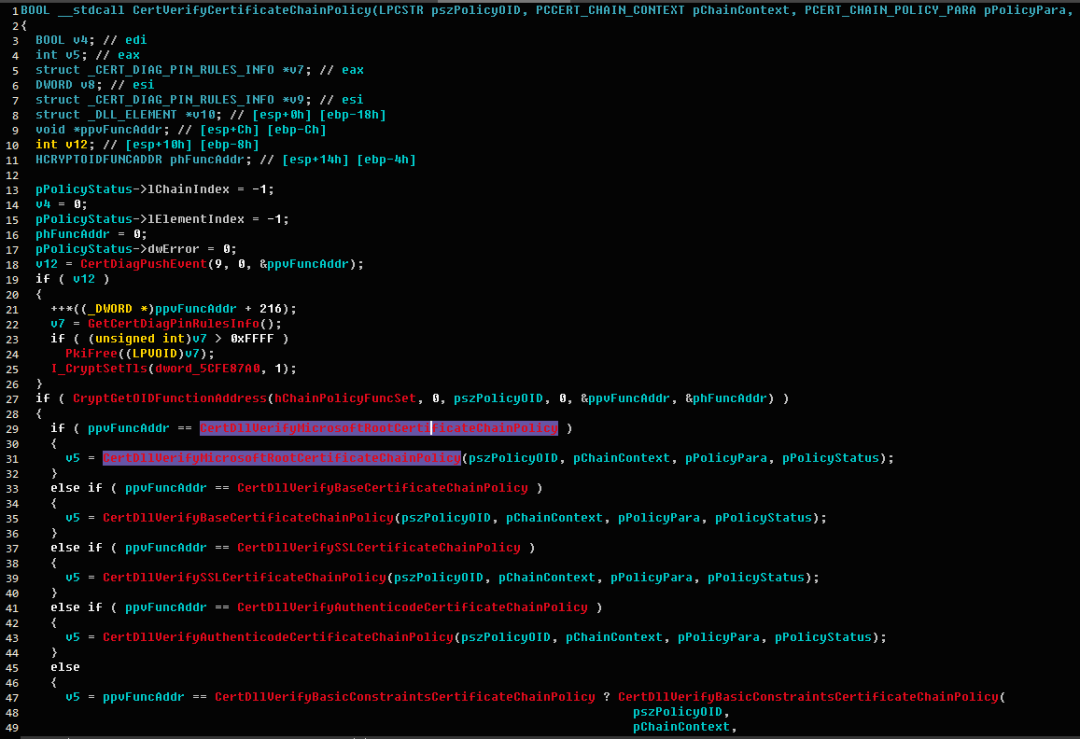 1 BOOL __stdcall CertVerifyCertificateChainPolicy(LPCSTR pszPolicyOID, PCCERT_CHAIN_CONTEXT pChainContext, PCERT_CHAIN_POLICY_PARA pPolicyPara,
2 {
3 BOOL v4; // edi
4 int v5; // eax
5 struct _CERT_DIAG_PIN_RULES_INFO *v7; // eax
6 DWORD v8; // esi
7 struct _CERT_DIAG_PIN_RULES_INFO *v9; // esi
8 struct _DLL_ELEMENT *v10; // [esp+0h] [ebp-18h]
9 void *ppvFuncAddr; // [esp+Ch] [ebp-Ch]
10 int v12; // [esp+10h] [ebp-8h]
11 HCRYPTOIDFUNCADDR phFuncAddr; // [esp+14h] [ebp-4h]
12
13 pPolicyStatus->lChainIndex = -1;
14 v4 = 0;
15 pPolicyStatus->lElementIndex = -1;
16 phFuncAddr = 0;
17 pPolicyStatus->dwError = 0;
18 v12 = CertDiagPushEvent(9, 0, &ppvFuncAddr);
19 if ( v12 )
20 {
21 ++*((_DWORD *)ppvFuncAddr + 216);
22 v7 = GetCertDiagPinRulesInfo();
23 if ( (unsigned int)v7 > 0xFFFF )
24 PkiFree((LPVOID)v7);
25 I_CryptSetTls(dword_5CFE87A0, 1);
26 }
27 if ( CryptGetOIDFunctionAddress(hChainPolicyFuncSet, 0, pszPolicyOID, 0, &ppvFuncAddr, &phFuncAddr) )
28 {
29 if ( ppvFuncAddr == CertDllVerifyMicrosoftRootCertificateChainPolicy )
30 {
31 v5 = CertDllVerifyMicrosoftRootCertificateChainPolicy(pszPolicyOID, pChainContext, pPolicyPara, pPolicyStatus);
32 }
33 else if ( ppvFuncAddr == CertDllVerifyBaseCertificateChainPolicy )
34 {
35 v5 = CertDllVerifyBaseCertificateChainPolicy(pszPolicyOID, pChainContext, pPolicyPara, pPolicyStatus);
36 }
37 else if ( ppvFuncAddr == CertDllVerifySSLCertificateChainPolicy )
38 {
39 v5 = CertDllVerifySSLCertificateChainPolicy(pszPolicyOID, pChainContext, pPolicyPara, pPolicyStatus);
40 }
41 else if ( ppvFuncAddr == CertDllVerifyAuthenticodeCertificateChainPolicy )
42 {
43 v5 = CertDllVerifyAuthenticodeCertificateChainPolicy(pszPolicyOID, pChainContext, pPolicyPara, pPolicyStatus);
44 }
45 else
46 {
47 v5 = ppvFuncAddr == CertDllVerifyBasicConstraintsCertificateChainPolicy ? CertDllVerifyBasicConstraintsCertificateChainPolicy(
48 pszPolicyOID,
49 pChainContext,